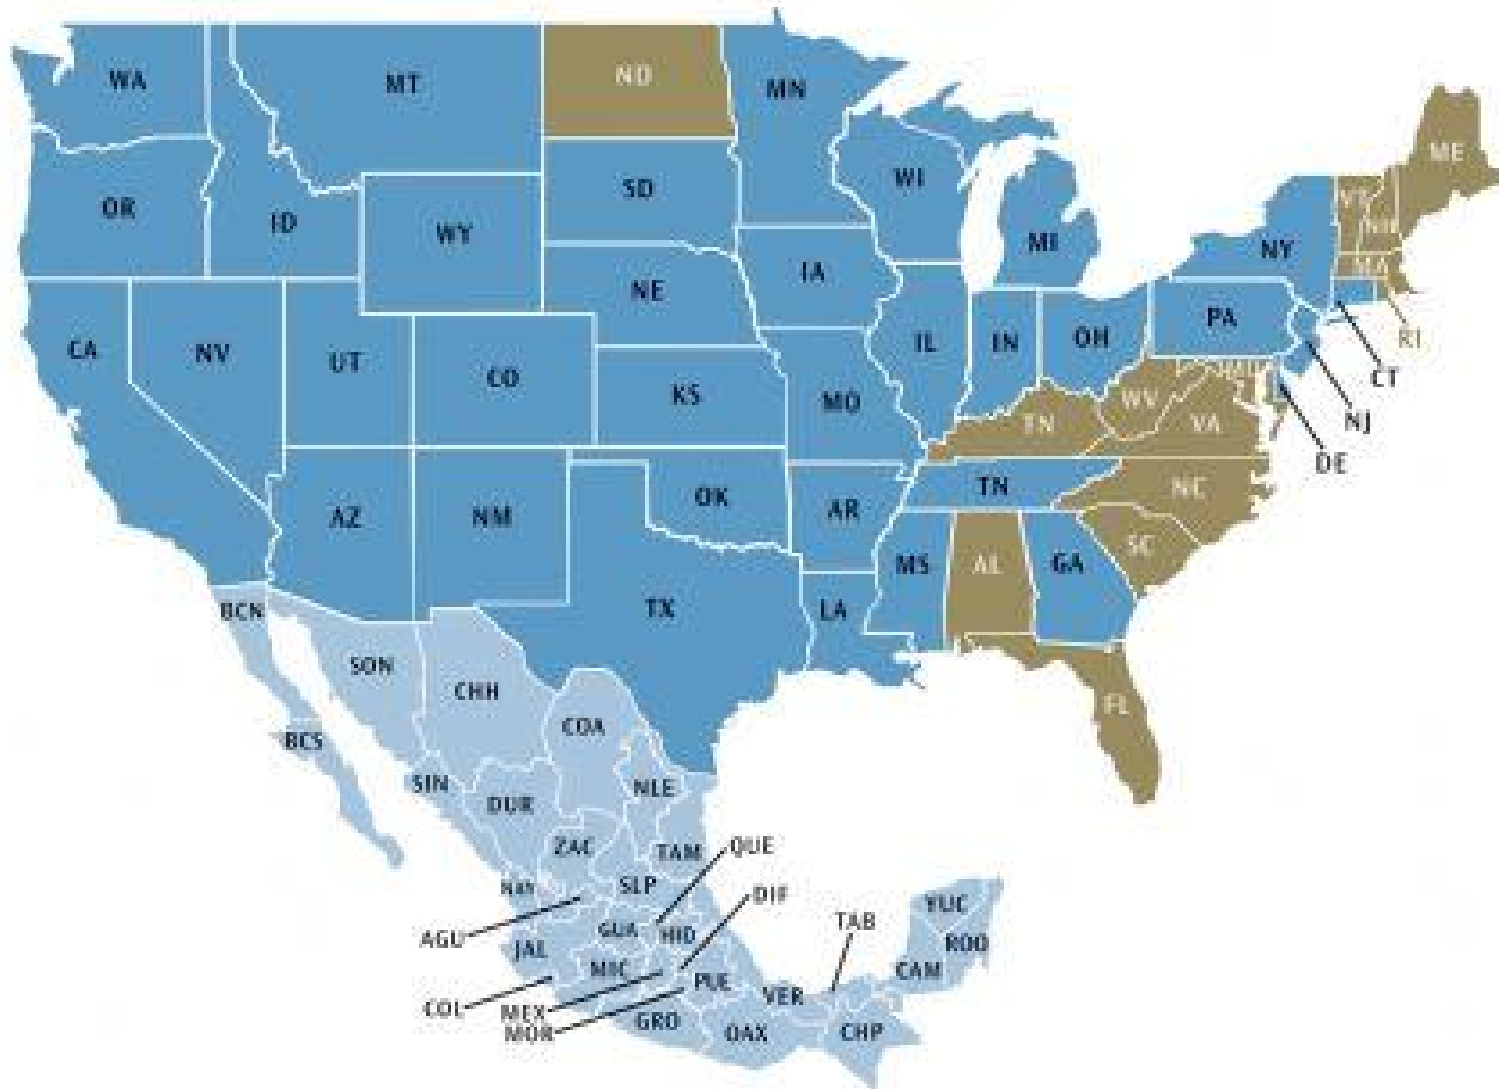 WA
MT
ND
MN
ME
OR
ID
WY
SD
WI
MI
VT
NH
NY
MA
IA
NE
PA
RI
CA
NV
UT
CO
IL
IN
OH
CT
KS
MO
TN
WV
VA
NJ
DE
AZ
NM
OK
AR
TN
NC
MS
AL
GA
SC
BCN
TX
LA
SON
CHH
COA
FL
BCS
SIN
DUR
NLE
ZAC
TAM
QUE
NAY
SLP
DIF
TAB
YUC
AGU
JAL
GUA
HID
ROO
MIC
CAM
COL
MEX
PUE
VER
MOR
GRO
OAX
CHP